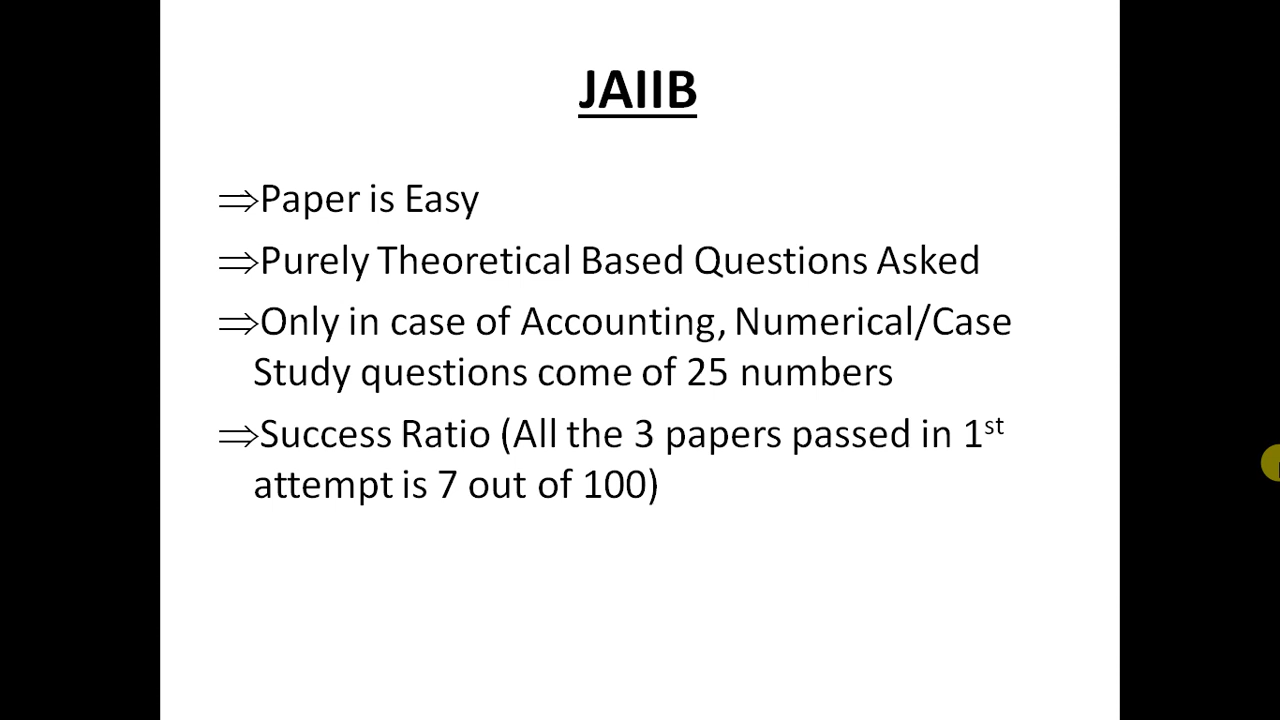 JAIIB
⇒Paper is Easy
⇒Purely Theoretical Based Questions Asked
⇒Only in case of Accounting, Numerical/Case
Study questions come of 25 numbers
⇒Success Ratio (All the 3 papers passed in 1st
attempt is 7 out of 100)